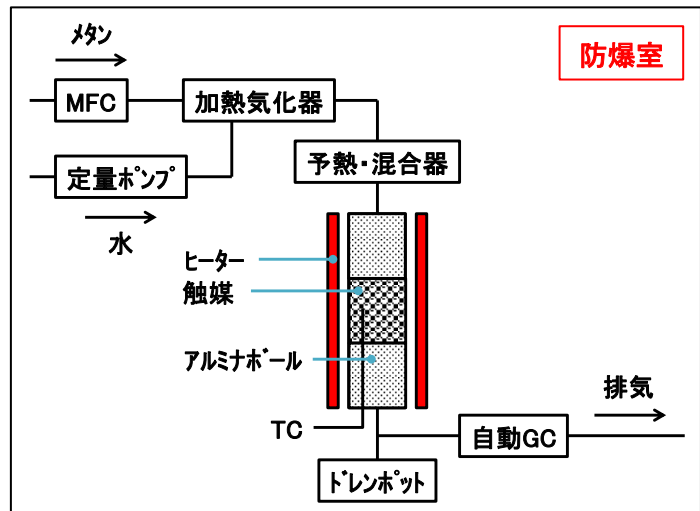 メタン
防爆室
MFC
加熱気化器
予熱・混合器
定量ポンプ
水
ヒーター
触媒
アルミナボール
排気
TC
自動GC
ドレンポット